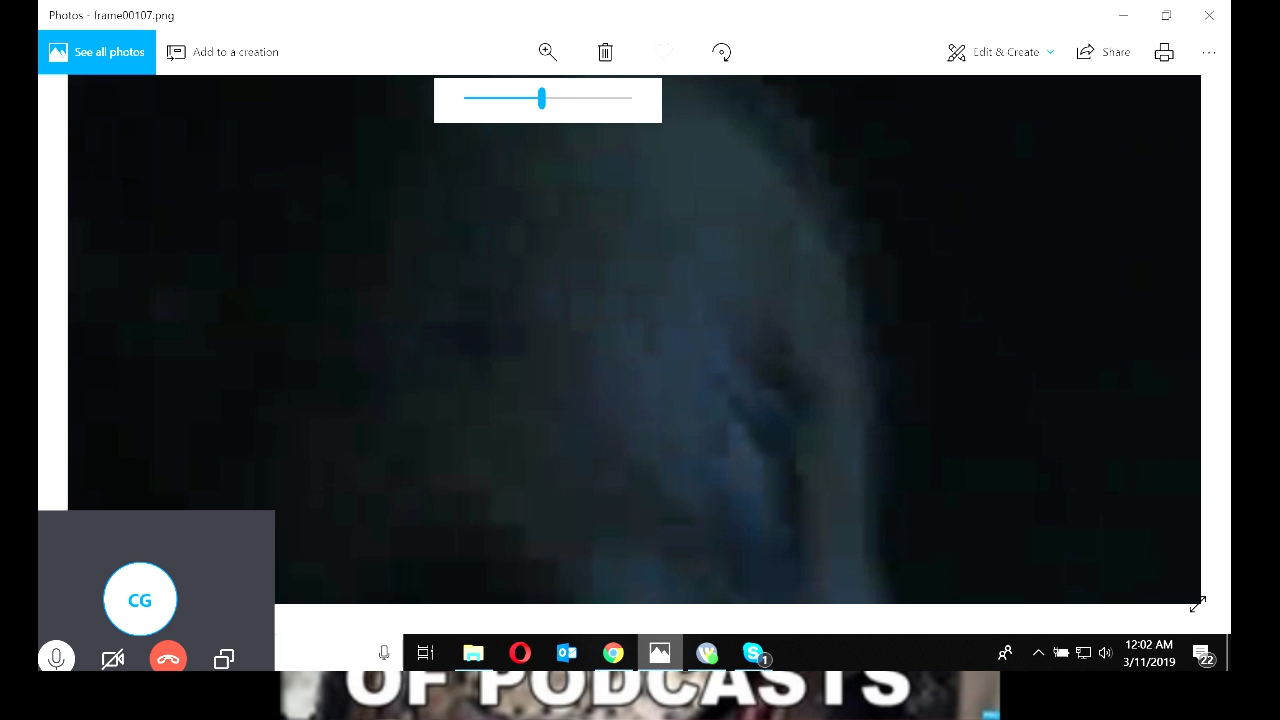 Photos - frame00107.png
See all photos
Add to a creation
Edit & Create
Share
CG
1
12:02 AM
3/11/2019
22
OF PODCASTS